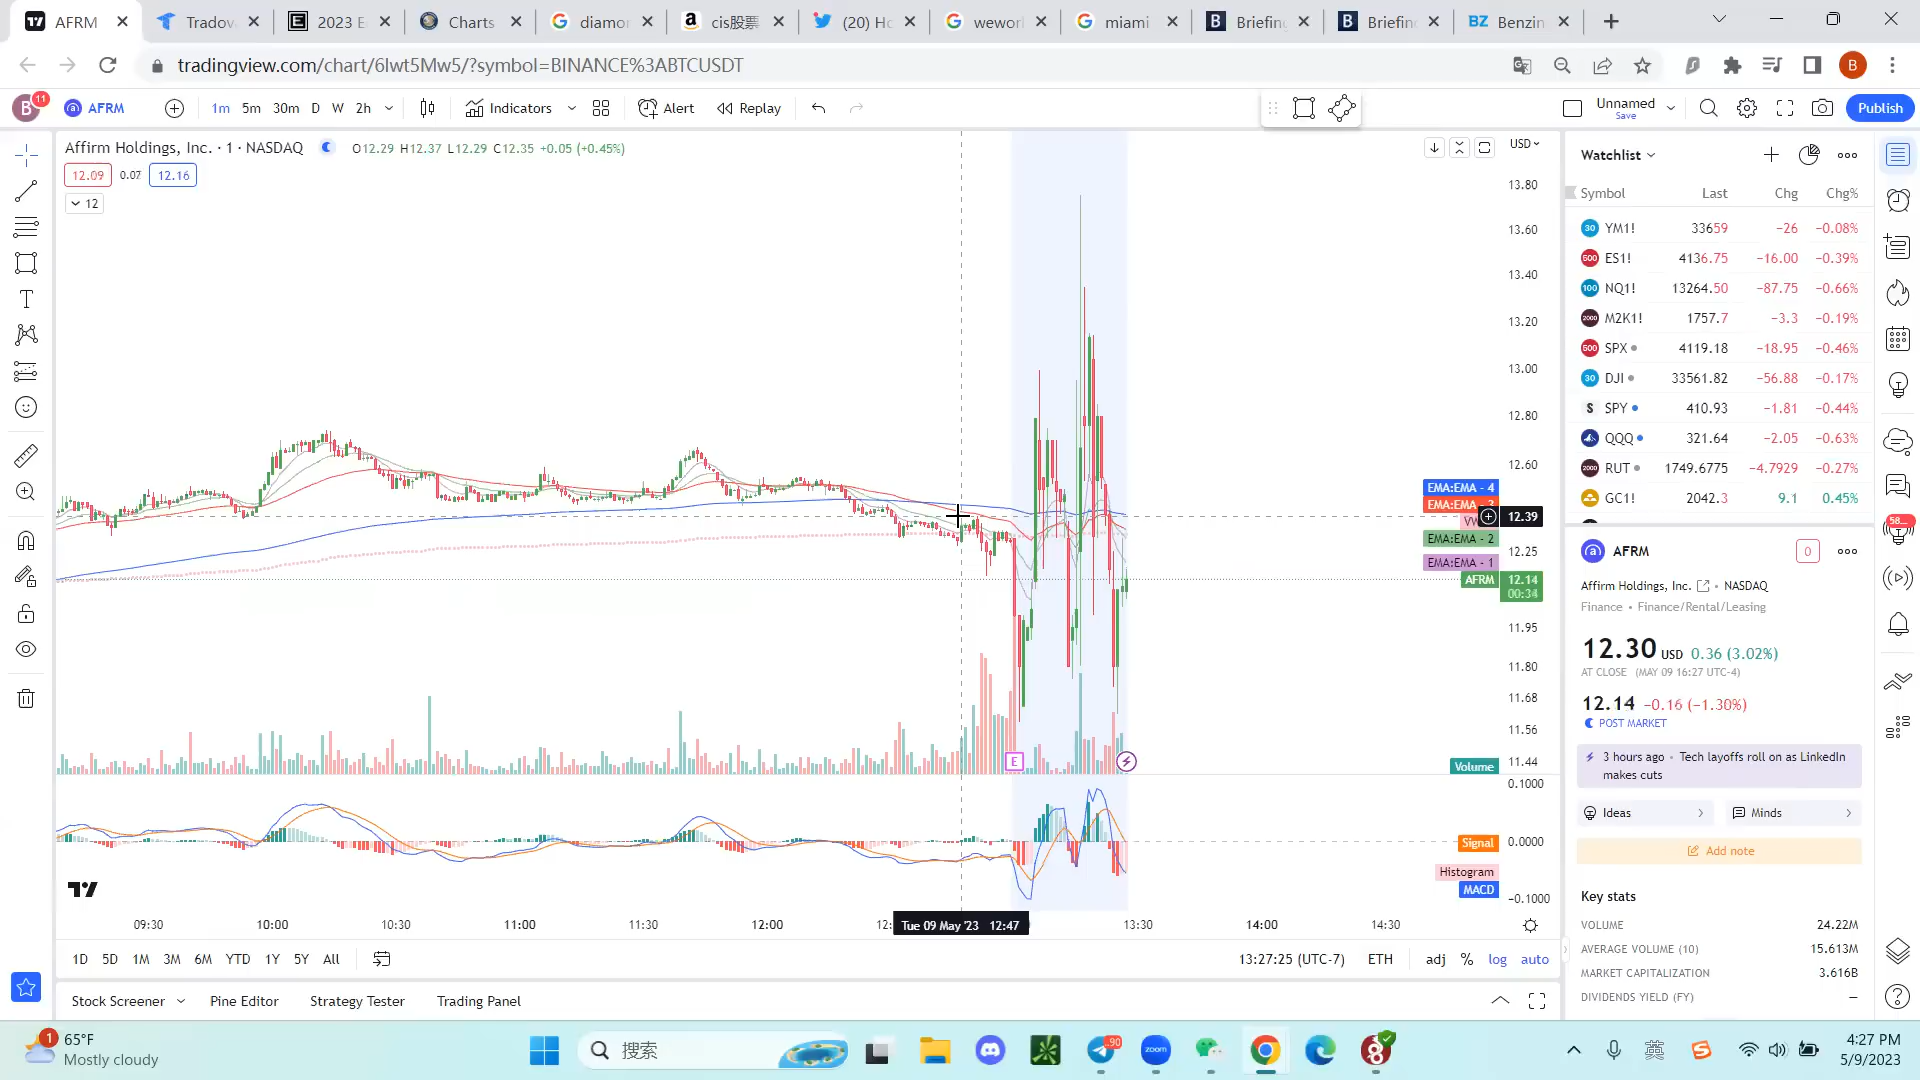 AFRM
Tradov
2023 E
Charts
diamor
cis股票
(20) Ho
wework
miami
Briefin
Briefin
Benzin
tradingview.com/chart/6lwt5Mw5/?symbol=BINANCE%3ABTCUSDT
B
B 11 AFRM 1m 5m 30m D W 2h Indicators Alert Replay Unnamed Save Publish
Affirm Holdings, Inc. · 1 · NASDAQ O12.29 H12.37 L12.29 C12.35 +0.05 (+0.45%)
12.09 0.07 12.16
12
USD
13.80
13.60
13.40
13.20
13.00
12.80
12.60
EMA:EMA - 4
12.39
EMA:EMA - 2
12.25
EMA:EMA - 1
AFRM 12.14
00:34
11.95
11.80
11.68
11.56
11.44
E
Volume
0.1000
Signal 0.0000
Histogram
MACD
-0.1000
09:30 10:00 10:30 11:00 11:30 12:00 Tue 09 May '23 12:47 13:30 14:00 14:30
1D 5D 1M 3M 6M YTD 1Y 5Y All 13:27:25 (UTC-7) ETH adj % log auto
Stock Screener Pine Editor Strategy Tester Trading Panel
Watchlist
Symbol Last Chg Chg%
30 YM1! 33659 −26 −0.08%
500 ES1! 4136.75 −16.00 −0.39%
100 NQ1! 13264.50 −87.75 −0.66%
2000 M2K1! 1757.7 −3.3 −0.19%
500 SPX 4119.18 −18.95 −0.46%
30 DJI 33561.82 −56.88 −0.17%
S SPY 410.93 −1.81 −0.44%
QQQ 321.64 −2.05 −0.63%
2000 RUT 1749.6775 −4.7929 −0.27%
GC1! 2042.3 9.1 0.45%
AFRM 0
Affirm Holdings, Inc. • NASDAQ
Finance • Finance/Rental/Leasing
12.30 USD 0.36 (3.02%)
AT CLOSE (MAY 09 16:27 UTC-4)
12.14 −0.16 (−1.30%)
POST MARKET
3 hours ago • Tech layoffs roll on as LinkedIn
makes cuts
Ideas Minds
Add note
Key stats
VOLUME 24.22M
AVERAGE VOLUME (10) 15.613M
MARKET CAPITALIZATION 3.616B
DIVIDENDS YIELD (FY) —
1 65°F
Mostly cloudy
搜索
90
zoom
英
4:27 PM
5/9/2023